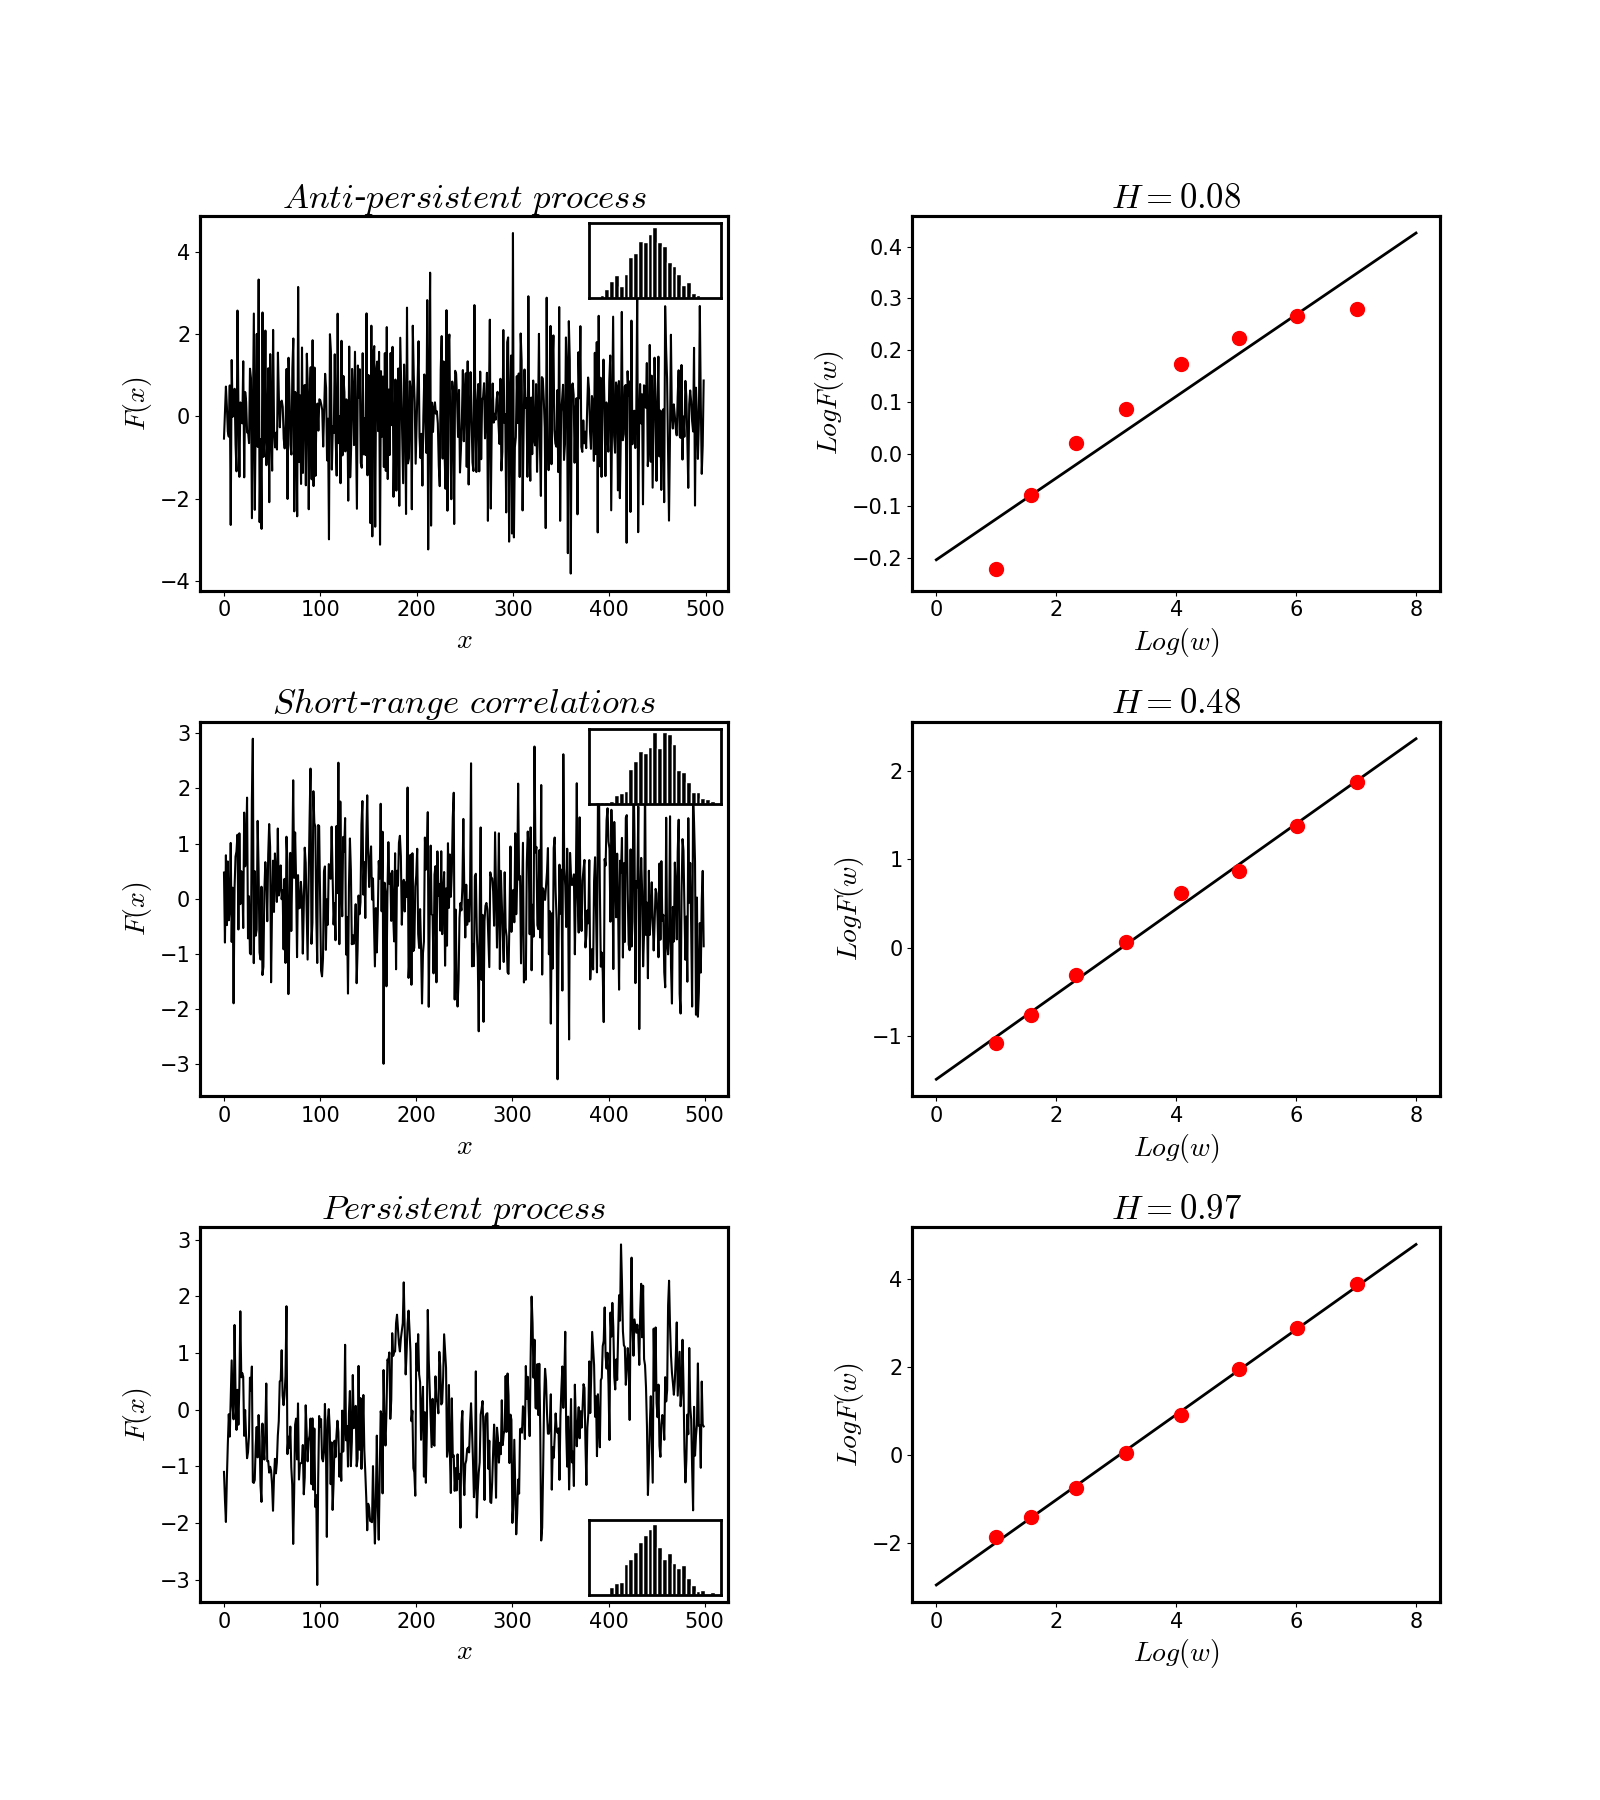 Anti-persistent process
H = 0.08
4
2
0
−2
−4
F(x)
0 100 200 300 400 500
x
0.4
0.3
0.2
0.1
0.0
−0.1
−0.2
LogF(w)
0 2 4 6 8
Log(w)
Short-range correlations
H = 0.48
3
2
1
0
−1
−2
−3
F(x)
0 100 200 300 400 500
x
2
1
0
−1
LogF(w)
0 2 4 6 8
Log(w)
Persistent process
H = 0.97
3
2
1
0
−1
−2
−3
F(x)
0 100 200 300 400 500
x
4
2
0
−2
LogF(w)
0 2 4 6 8
Log(w)